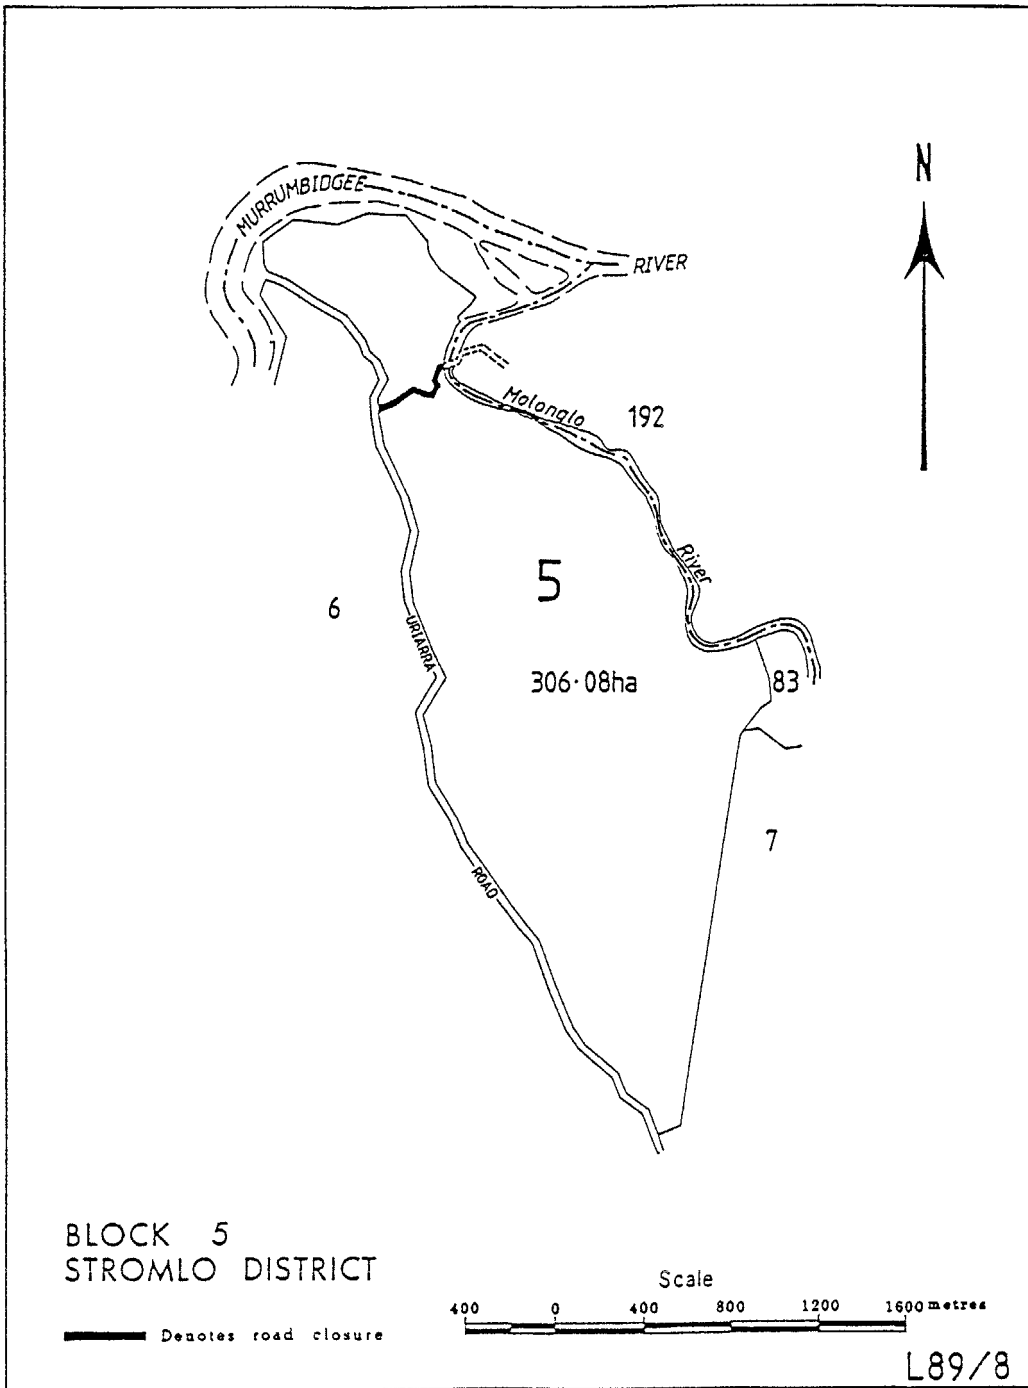 N
MURRUMBIDGEE
RIVER
Molonglo
192
River
5
6
URIARRA
306·08ha
83
7
ROAD
BLOCK 5
STROMLO DISTRICT
Denotes road closure
Scale
400 0 400 800 1200 1600 metres
L89/8